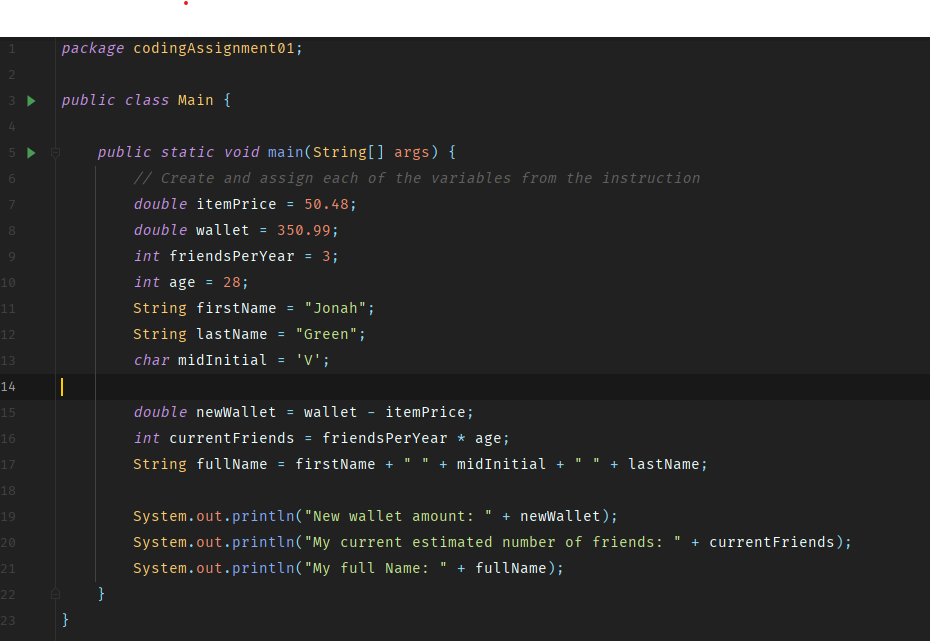 1 package codingAssignment01;
2
3 public class Main {
4
5 public static void main(String[] args) {
6 // Create and assign each of the variables from the instruction
7 double itemPrice = 50.48;
8 double wallet = 350.99;
9 int friendsPerYear = 3;
10 int age = 28;
11 String firstName = "Jonah";
12 String lastName = "Green";
13 char midInitial = 'V';
14
15 double newWallet = wallet - itemPrice;
16 int currentFriends = friendsPerYear * age;
17 String fullName = firstName + " " + midInitial + " " + lastName;
18
19 System.out.println("New wallet amount: " + newWallet);
20 System.out.println("My current estimated number of friends: " + currentFriends);
21 System.out.println("My full Name: " + fullName);
22 }
23 }